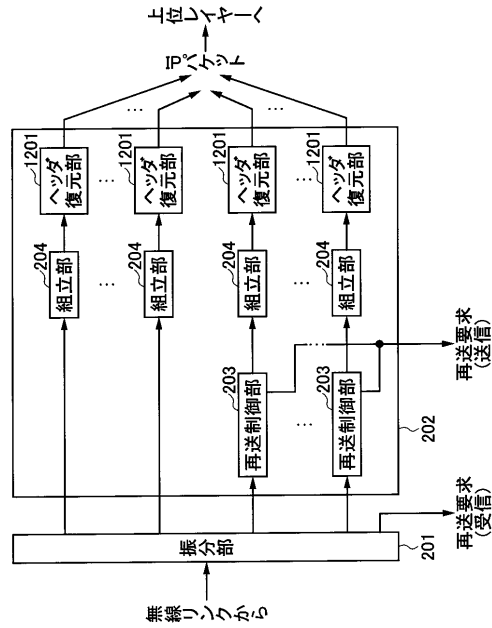 無線リンクから
振分部
201
再送要求
(受信)
202
再送制御部
203
…
再送制御部
203
…
再送要求
(送信)
組立部
204
…
組立部
204
組立部
204
…
組立部
204
ヘッダ
復元部
1201
…
ヘッダ
復元部
1201
ヘッダ
復元部
1201
…
ヘッダ
復元部
1201
…
…
IPパケット
上位レイヤーへ